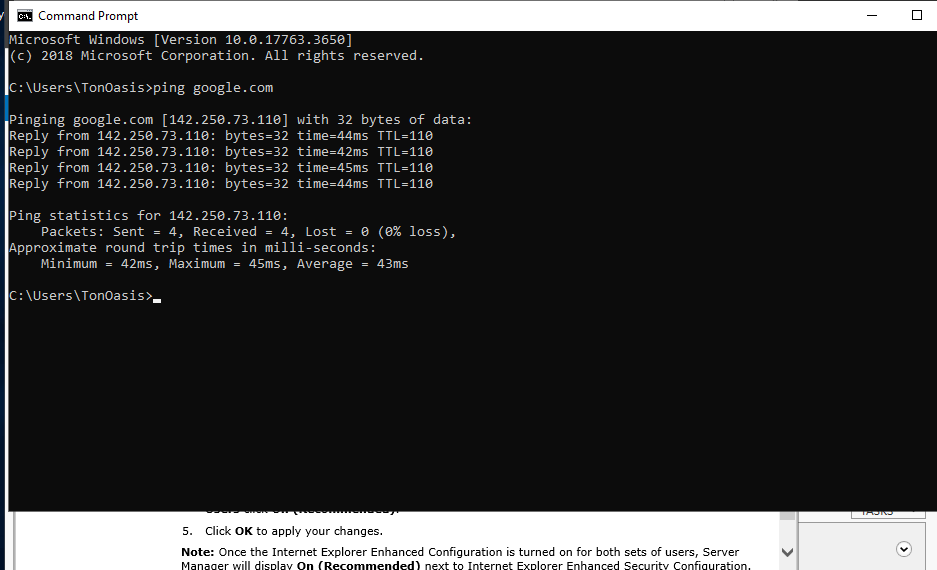 Command Prompt
Microsoft Windows [Version 10.0.17763.3650]
(c) 2018 Microsoft Corporation. All rights reserved.
C:\Users\TonOasis>ping google.com
Pinging google.com [142.250.73.110] with 32 bytes of data:
Reply from 142.250.73.110: bytes=32 time=44ms TTL=110
Reply from 142.250.73.110: bytes=32 time=42ms TTL=110
Reply from 142.250.73.110: bytes=32 time=45ms TTL=110
Reply from 142.250.73.110: bytes=32 time=44ms TTL=110
Ping statistics for 142.250.73.110:
    Packets: Sent = 4, Received = 4, Lost = 0 (0% loss),
Approximate round trip times in milli-seconds:
    Minimum = 42ms, Maximum = 45ms, Average = 43ms
C:\Users\TonOasis>
Users click On (Recommended).
TASKS
5. Click OK to apply your changes.
Note: Once the Internet Explorer Enhanced Configuration is turned on for both sets of users, Server
Manager will display On (Recommended) next to Internet Explorer Enhanced Security Configuration.